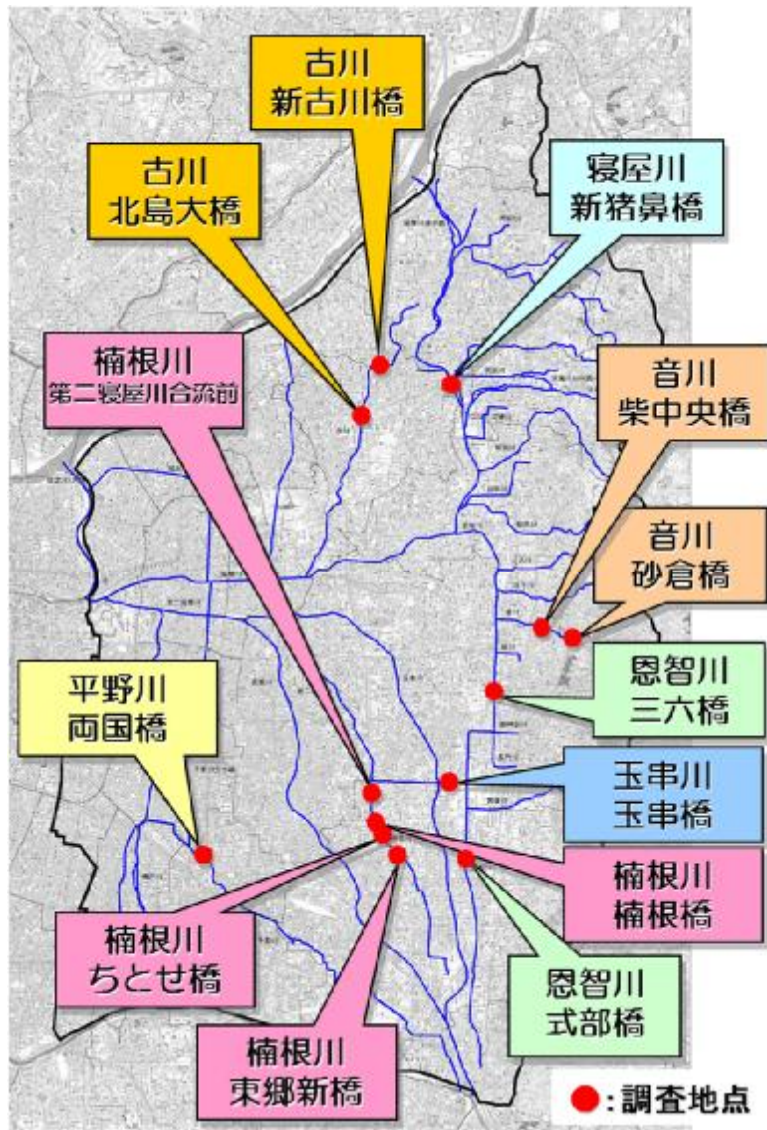 古川
新古川橋
古川
北島大橋
寝屋川
新猪鼻橋
楠根川
第二寝屋川合流前
音川
柴中央橋
音川
砂倉橋
恩智川
三六橋
平野川
両国橋
玉串川
玉串橋
楠根川
楠根橋
楠根川
ちとせ橋
恩智川
式部橋
楠根川
東郷新橋
:調査地点